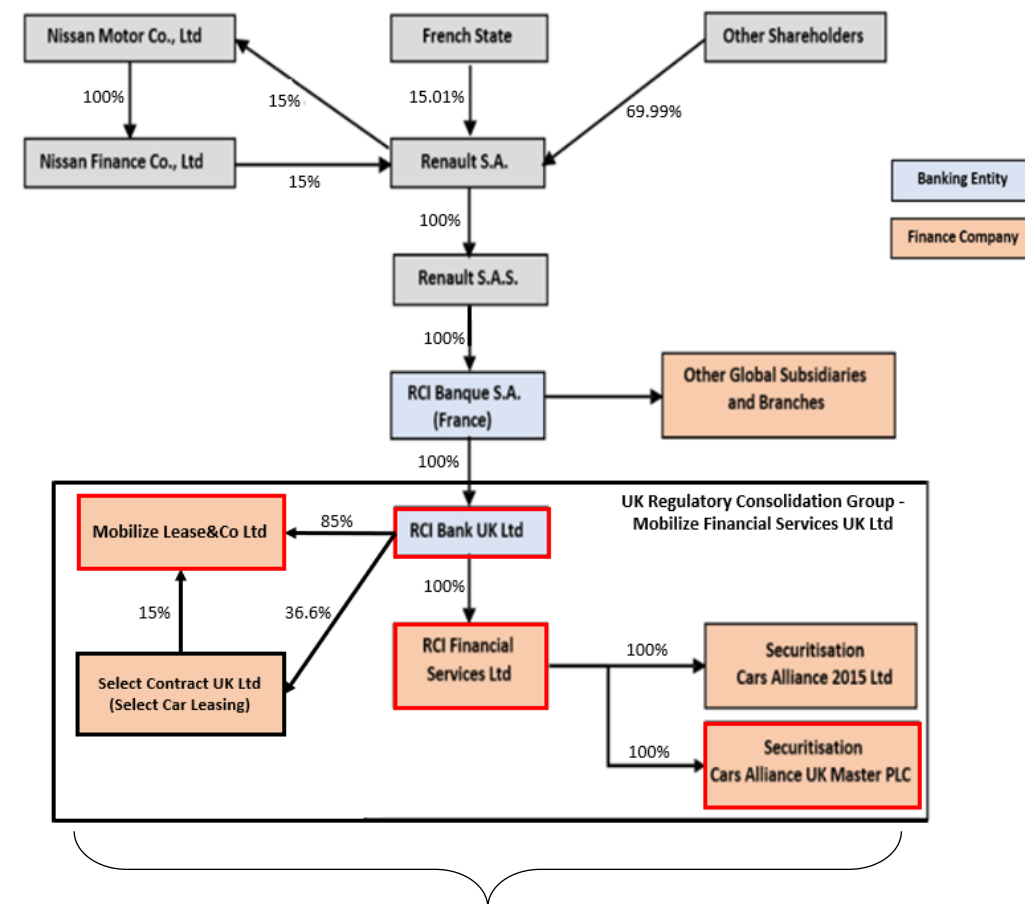 Nissan Motor Co., Ltd
French State
Other Shareholders
100%
15%
15.01%
69.99%
Nissan Finance Co., Ltd
15%
Renault S.A.
Banking Entity
100%
Finance Company
Renault S.A.S.
100%
RCI Banque S.A.
(France)
Other Global Subsidiaries
and Branches
100%
UK Regulatory Consolidation Group -
Mobilize Financial Services UK Ltd
Mobilize Lease&Co Ltd
85%
RCI Bank UK Ltd
100%
15%
36.6%
RCI Financial
Services Ltd
100%
Securitisation
Cars Alliance 2015 Ltd
Select Contract UK Ltd
(Select Car Leasing)
100%
Securitisation
Cars Alliance UK Master PLC